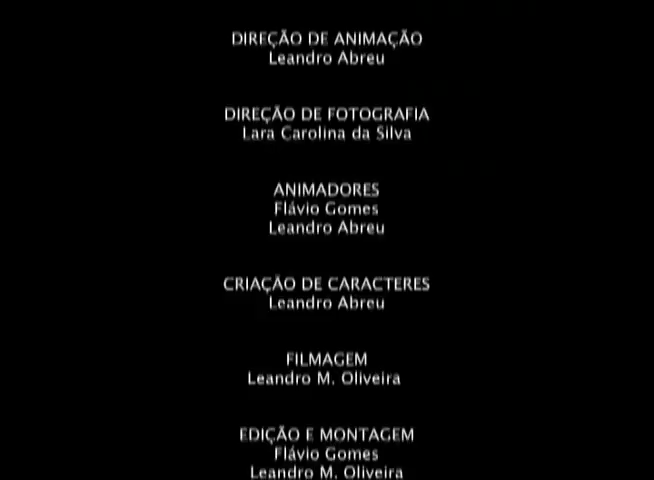 DIREÇÃO DE ANIMAÇÃO
Leandro Abreu
DIREÇÃO DE FOTOGRAFIA
Lara Carolina da Silva
ANIMADORES
Flávio Gomes
Leandro Abreu
CRIAÇÃO DE CARACTERES
Leandro Abreu
FILMAGEM
Leandro M. Oliveira
EDIÇÃO E MONTAGEM
Flávio Gomes
Leandro M. Oliveira